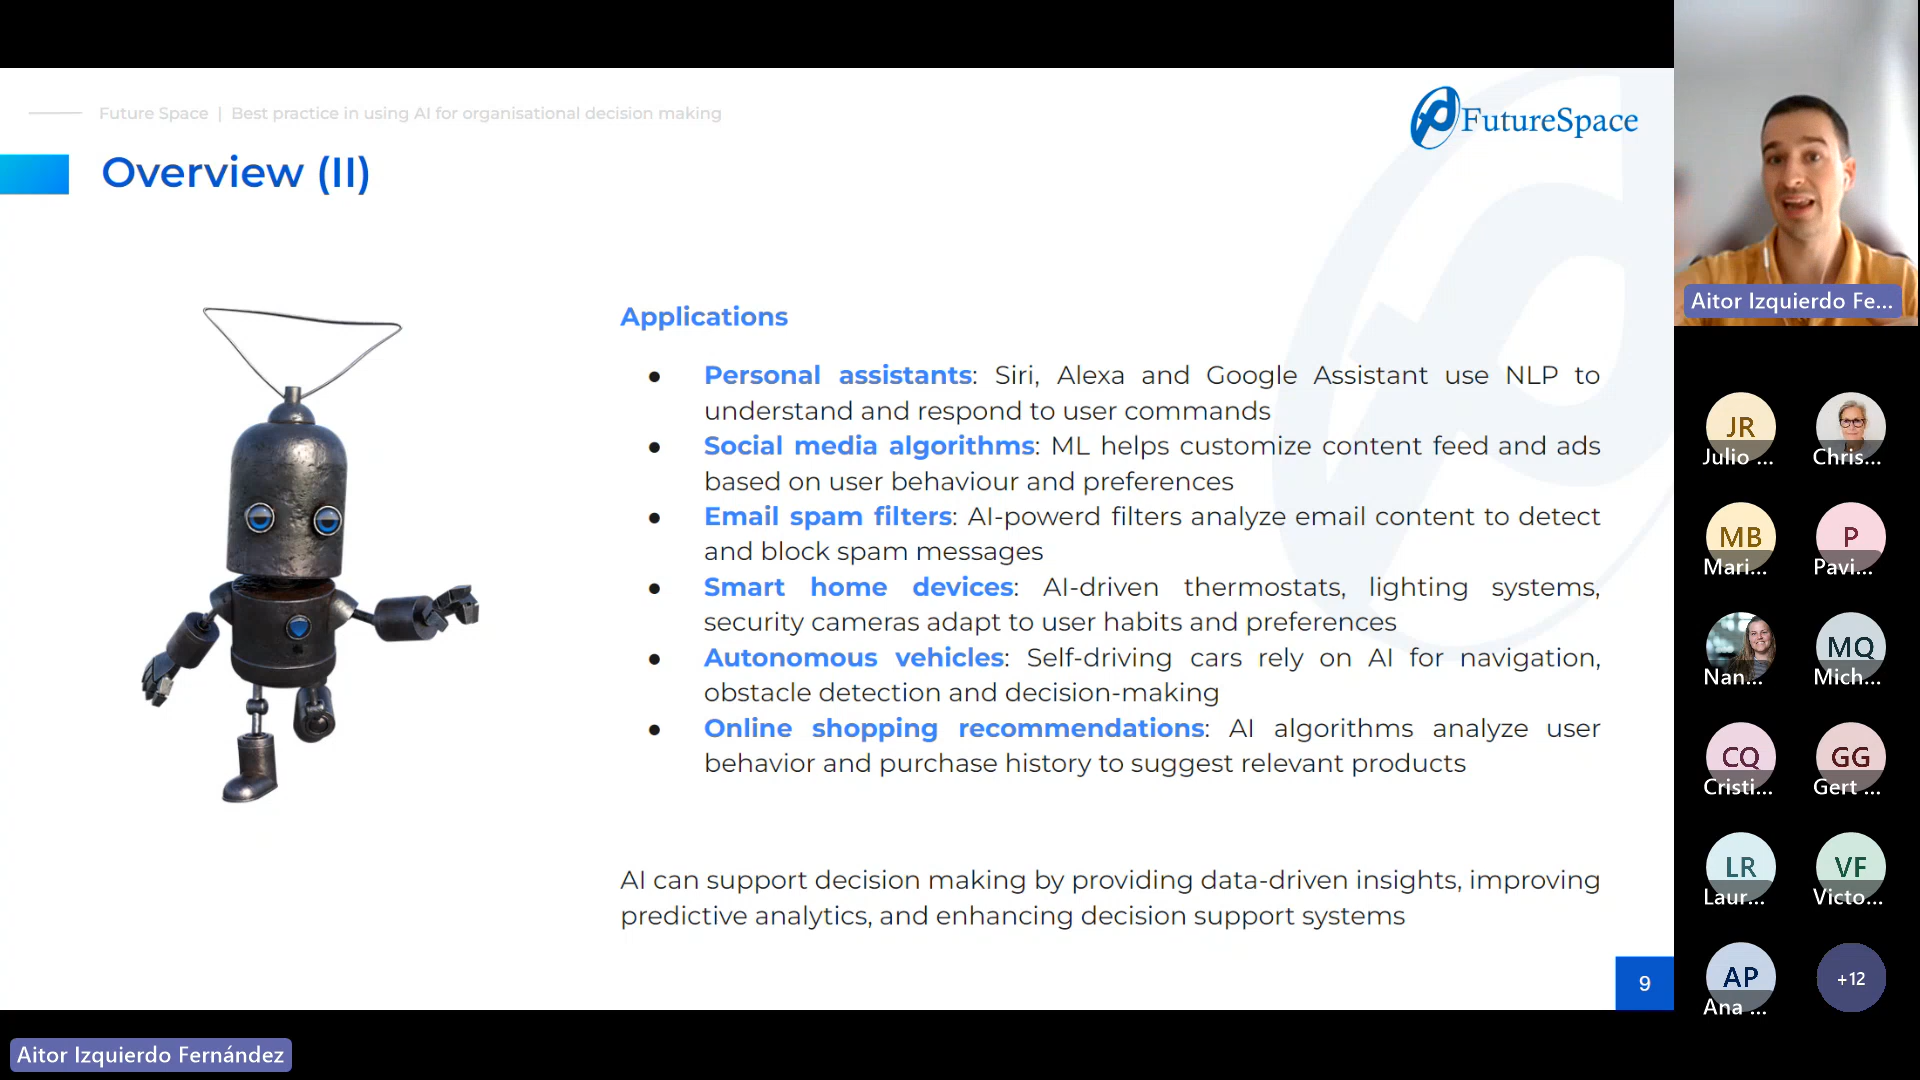 Future Space | Best practice in using AI for organisational decision making
FutureSpace
Overview (II)
Applications
● Personal assistants: Siri, Alexa and Google Assistant use NLP to
understand and respond to user commands
● Social media algorithms: ML helps customize content feed and ads
based on user behaviour and preferences
● Email spam filters: AI-powerd filters analyze email content to detect
and block spam messages
● Smart home devices: AI-driven thermostats, lighting systems,
security cameras adapt to user habits and preferences
● Autonomous vehicles: Self-driving cars rely on AI for navigation,
obstacle detection and decision-making
● Online shopping recommendations: AI algorithms analyze user
behavior and purchase history to suggest relevant products
AI can support decision making by providing data-driven insights, improving
predictive analytics, and enhancing decision support systems
9
Aitor Izquierdo Fernández
Aitor Izquierdo Fe...
JR
Julio ...
Chris...
MB
Mari...
P
Pavi...
Nan...
MQ
Mich...
CQ
Cristi...
GG
Gert ...
LR
Laur...
VF
Victo...
AP
Ana ...
+12